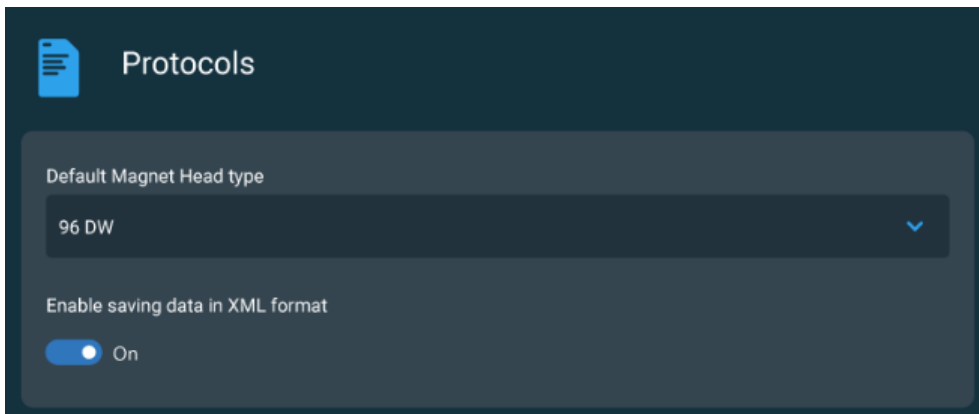 Protocols
Default Magnet Head type
96 DW
Enable saving data in XML format
On